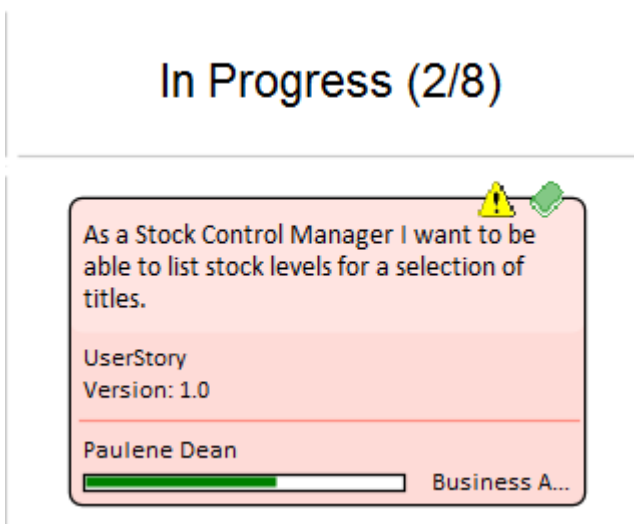 In Progress (2/8)
As a Stock Control Manager I want to be
able to list stock levels for a selection of
titles.
UserStory
Version: 1.0
Paulene Dean
Business A...